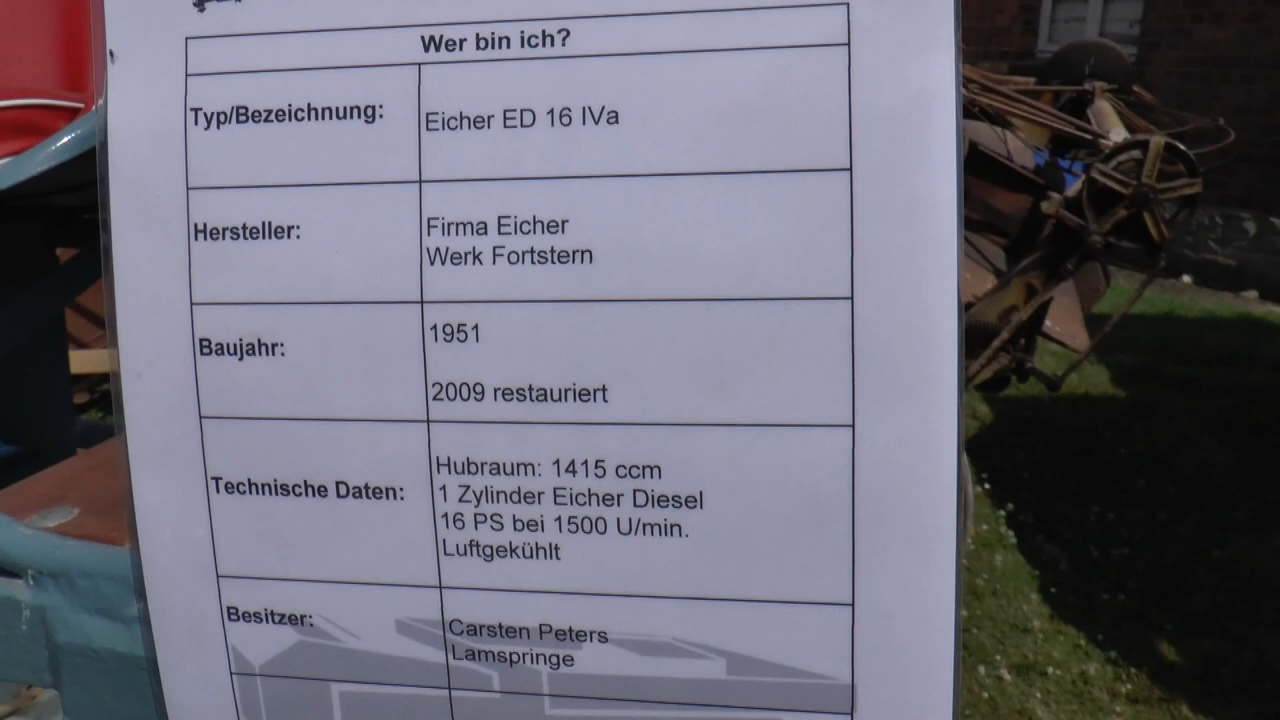 Wer bin ich?
Typ/Bezeichnung:
Eicher ED 16 IVa
Hersteller:
Firma Eicher
Werk Fortstern
Baujahr:
1951
2009 restauriert
Technische Daten:
Hubraum: 1415 ccm
1 Zylinder Eicher Diesel
16 PS bei 1500 U/min.
Luftgekühlt
Besitzer:
Carsten Peters
Lamspringe